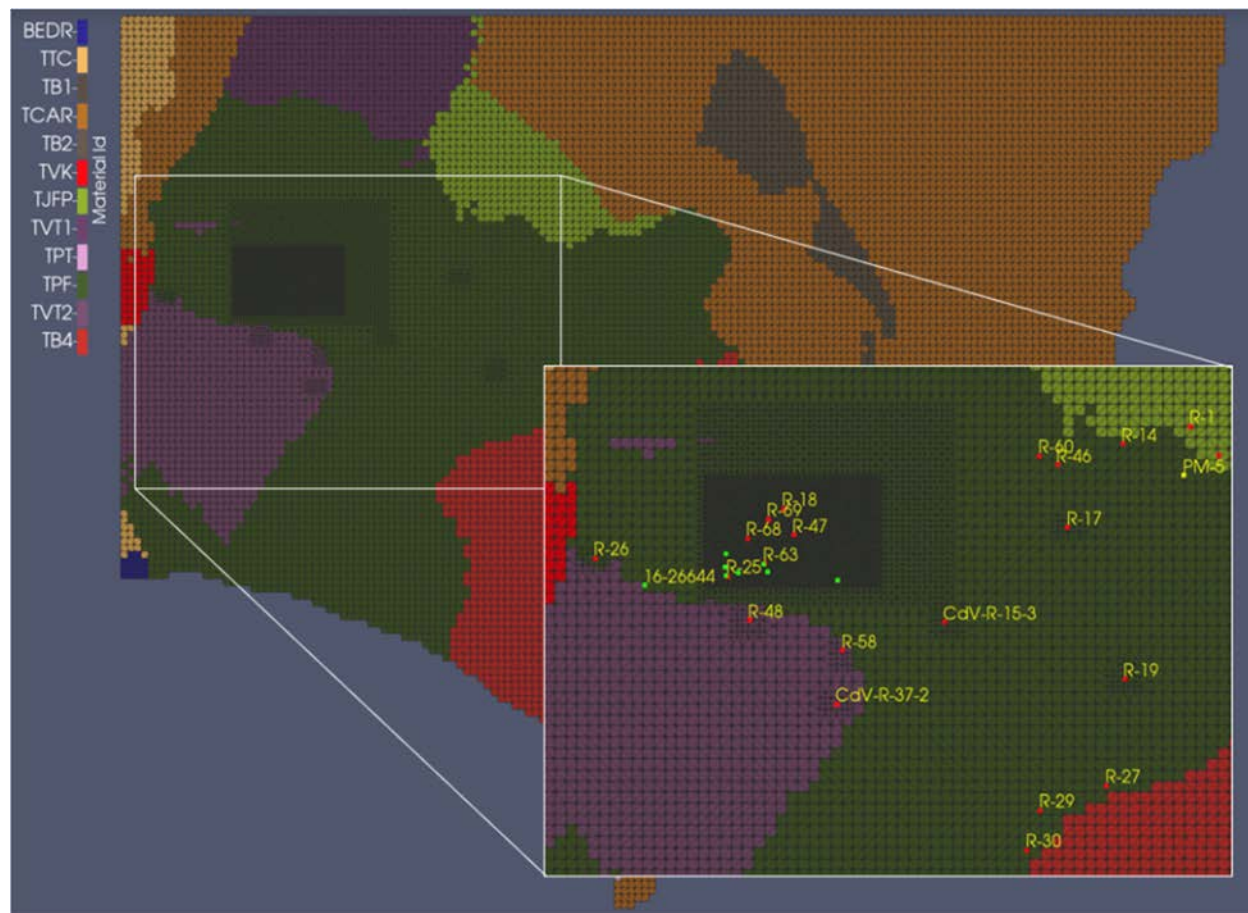 BEDR-
TTC-
TB1-
TCAR-
TB2-
TVK-
TJFP-
TVT1-
TPT-
TPF-
TVT2-
TB4-
Material Id
R-1
R-14
R-60
R-46
PM-5
R-18
R-69
R-17
R-68
R-47
R-26
R-63
R-25
16-26644
R-48
CdV-R-15-3
R-58
R-19
CdV-R-37-2
R-27
R-29
R-30